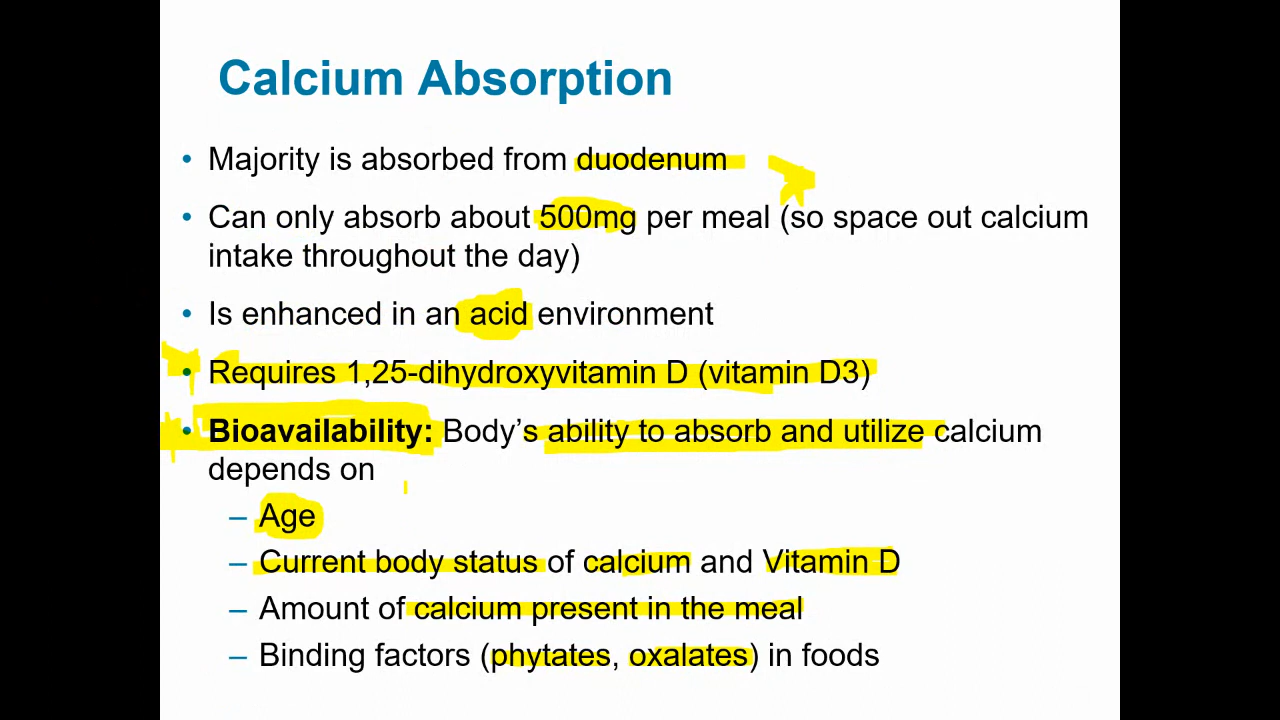 Calcium Absorption
• Majority is absorbed from duodenum
• Can only absorb about 500mg per meal (so space out calcium
intake throughout the day)
• Is enhanced in an acid environment
• Requires 1,25-dihydroxyvitamin D (vitamin D3)
• Bioavailability: Body’s ability to absorb and utilize calcium
depends on
– Age
– Current body status of calcium and Vitamin D
– Amount of calcium present in the meal
– Binding factors (phytates, oxalates) in foods